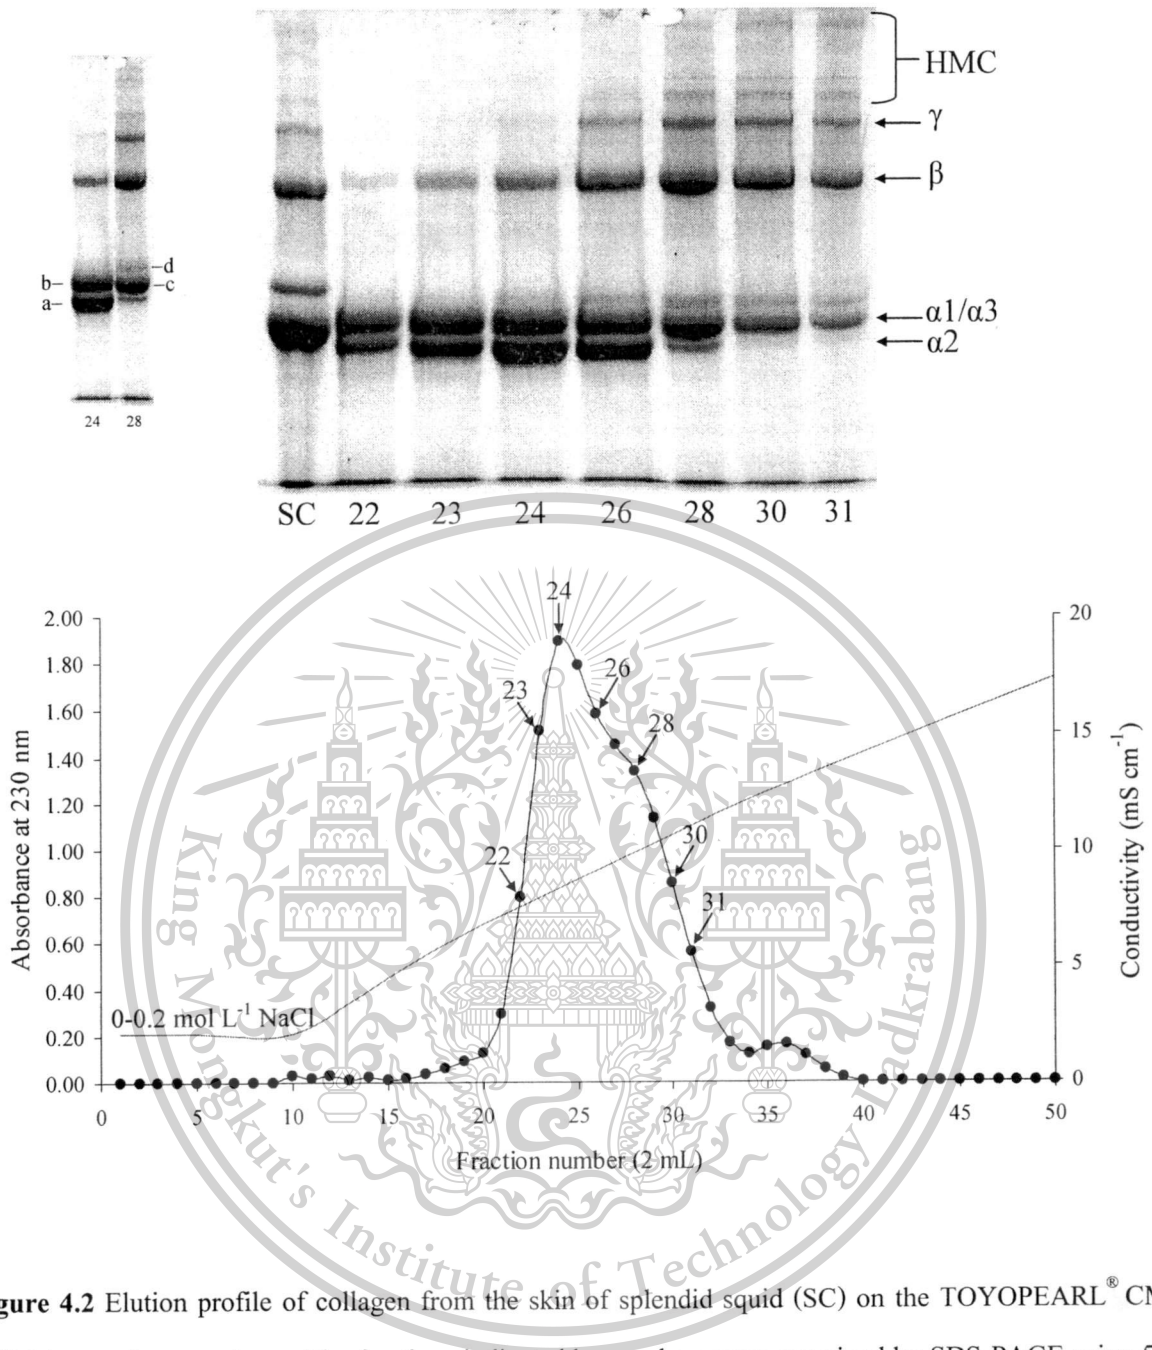 HMC
γ
β
b–
a–
–d
–c
α1/α3
α2
24 28
SC 22 23 24 26 28 30 31
24
23
26
28
22
30
31
2.00
1.80
1.60
1.40
1.20
1.00
0.80
0.60
0.40
0.20
0.00
Absorbance at 230 nm
20
15
10
5
0
Conductivity (mS cm⁻¹)
0-0.2 mol L⁻¹ NaCl
0 5 10 15 20 25 30 35 40 45 50
Fraction number (2 mL)
King Mongkut's Institute of Technology Ladkrabang
gure 4.2 Elution profile of collagen from the skin of splendid squid (SC) on the TOYOPEARL® CM